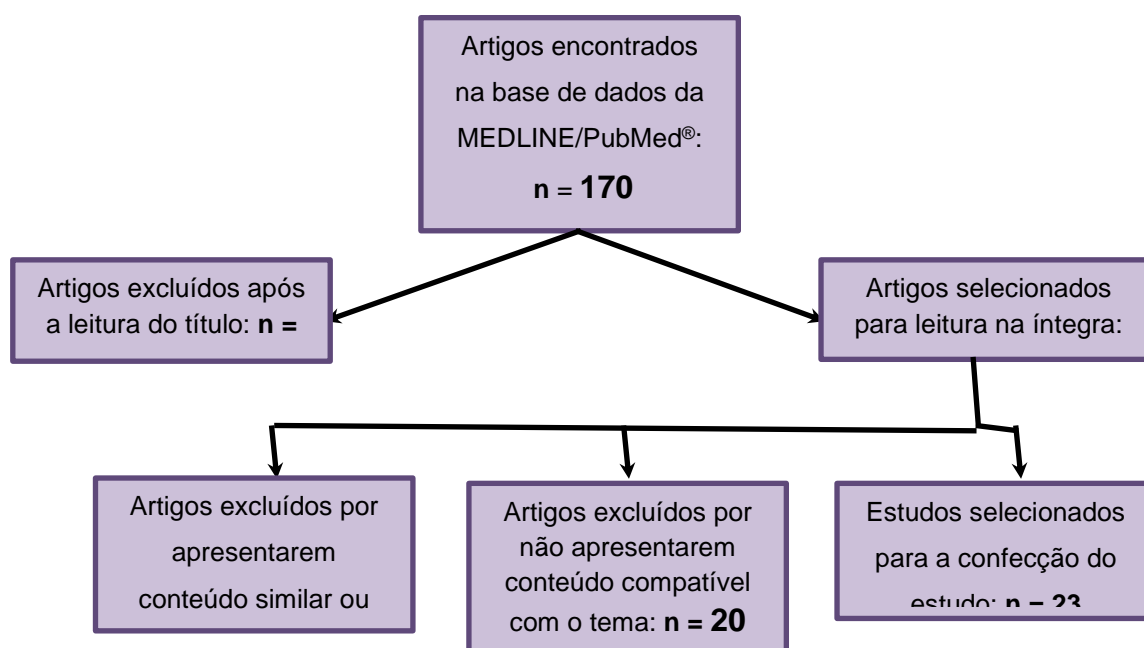 Artigos encontrados
na base de dados da
MEDLINE/PubMed®:
n = 170
Artigos excluídos após
a leitura do título: n =
Artigos selecionados
para leitura na íntegra:
Artigos excluídos por
apresentarem
conteúdo similar ou
Artigos excluídos por
não apresentarem
conteúdo compatível
com o tema: n = 20
Estudos selecionados
para a confecção do
estudo: n = 23